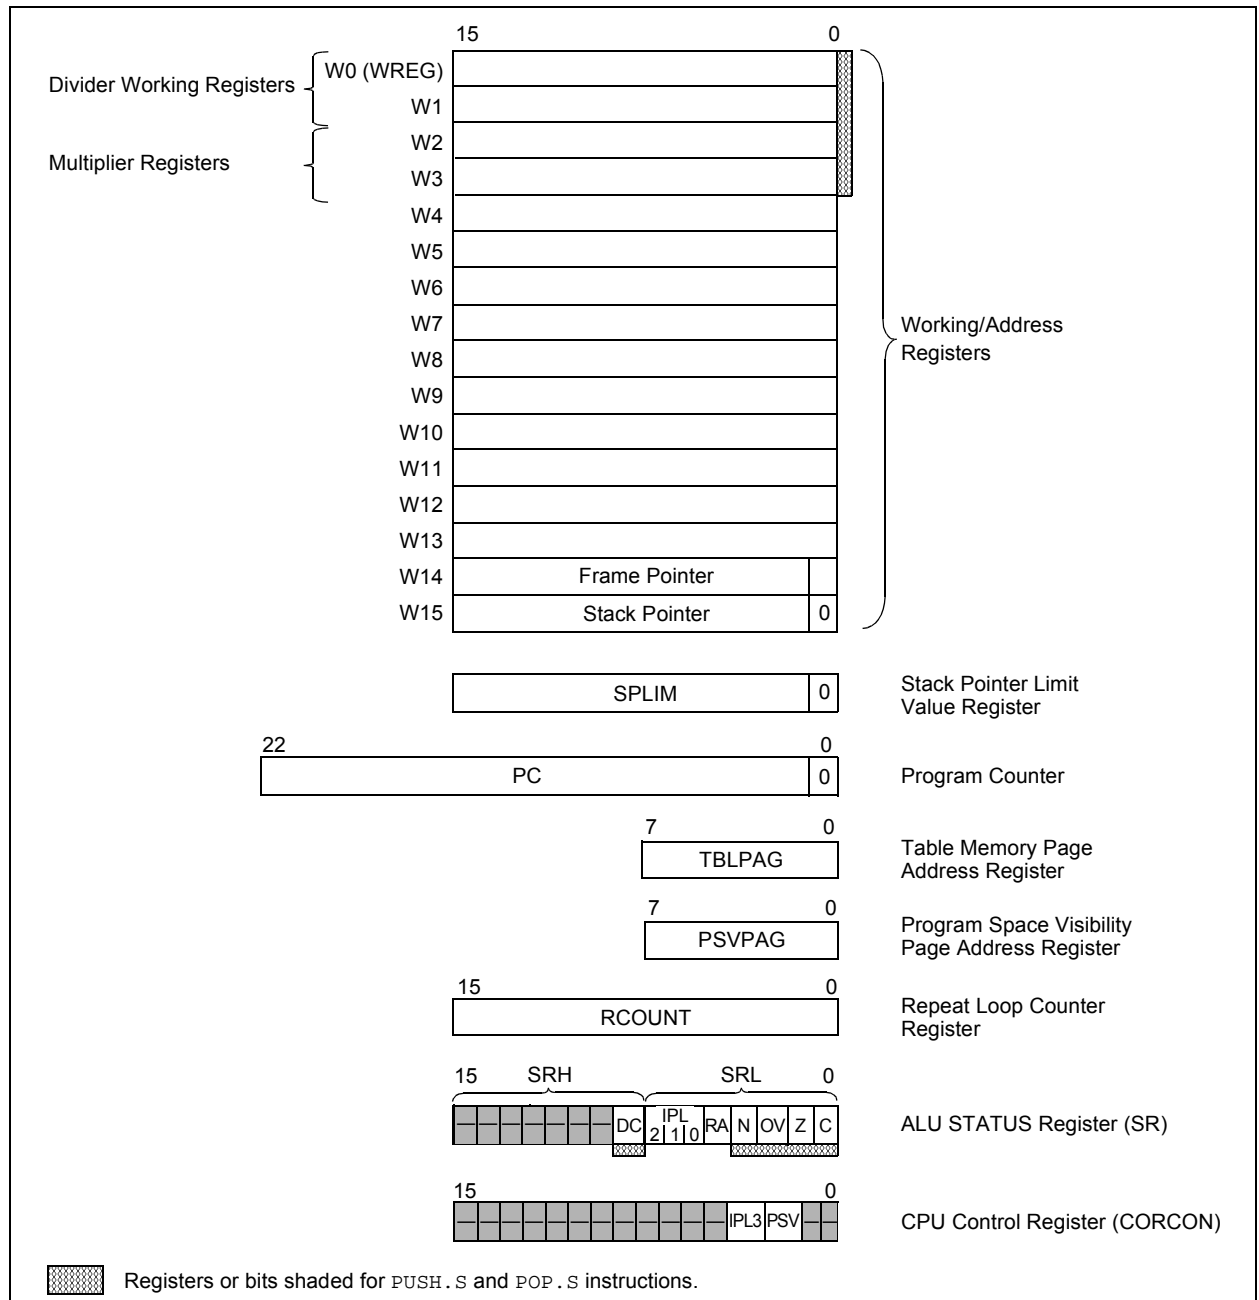 15 0
Divider Working Registers
W0 (WREG)
W1
Multiplier Registers
W2
W3
W4
W5
W6
W7
W8
W9
W10
W11
W12
W13
W14 Frame Pointer
W15 Stack Pointer 0
Working/Address
Registers
SPLIM 0
Stack Pointer Limit
Value Register
22 0
PC 0 Program Counter
7 0
TBLPAG
Table Memory Page
Address Register
7 0
PSVPAG
Program Space Visibility
Page Address Register
15 0
RCOUNT
Repeat Loop Counter
Register
15 SRH SRL 0
— — — — — — — DC IPL 2 1 0 RA N OV Z C ALU STATUS Register (SR)
15 0
— — — — — — — — — — — — IPL3 PSV — — CPU Control Register (CORCON)
Registers or bits shaded for PUSH.S and POP.S instructions.